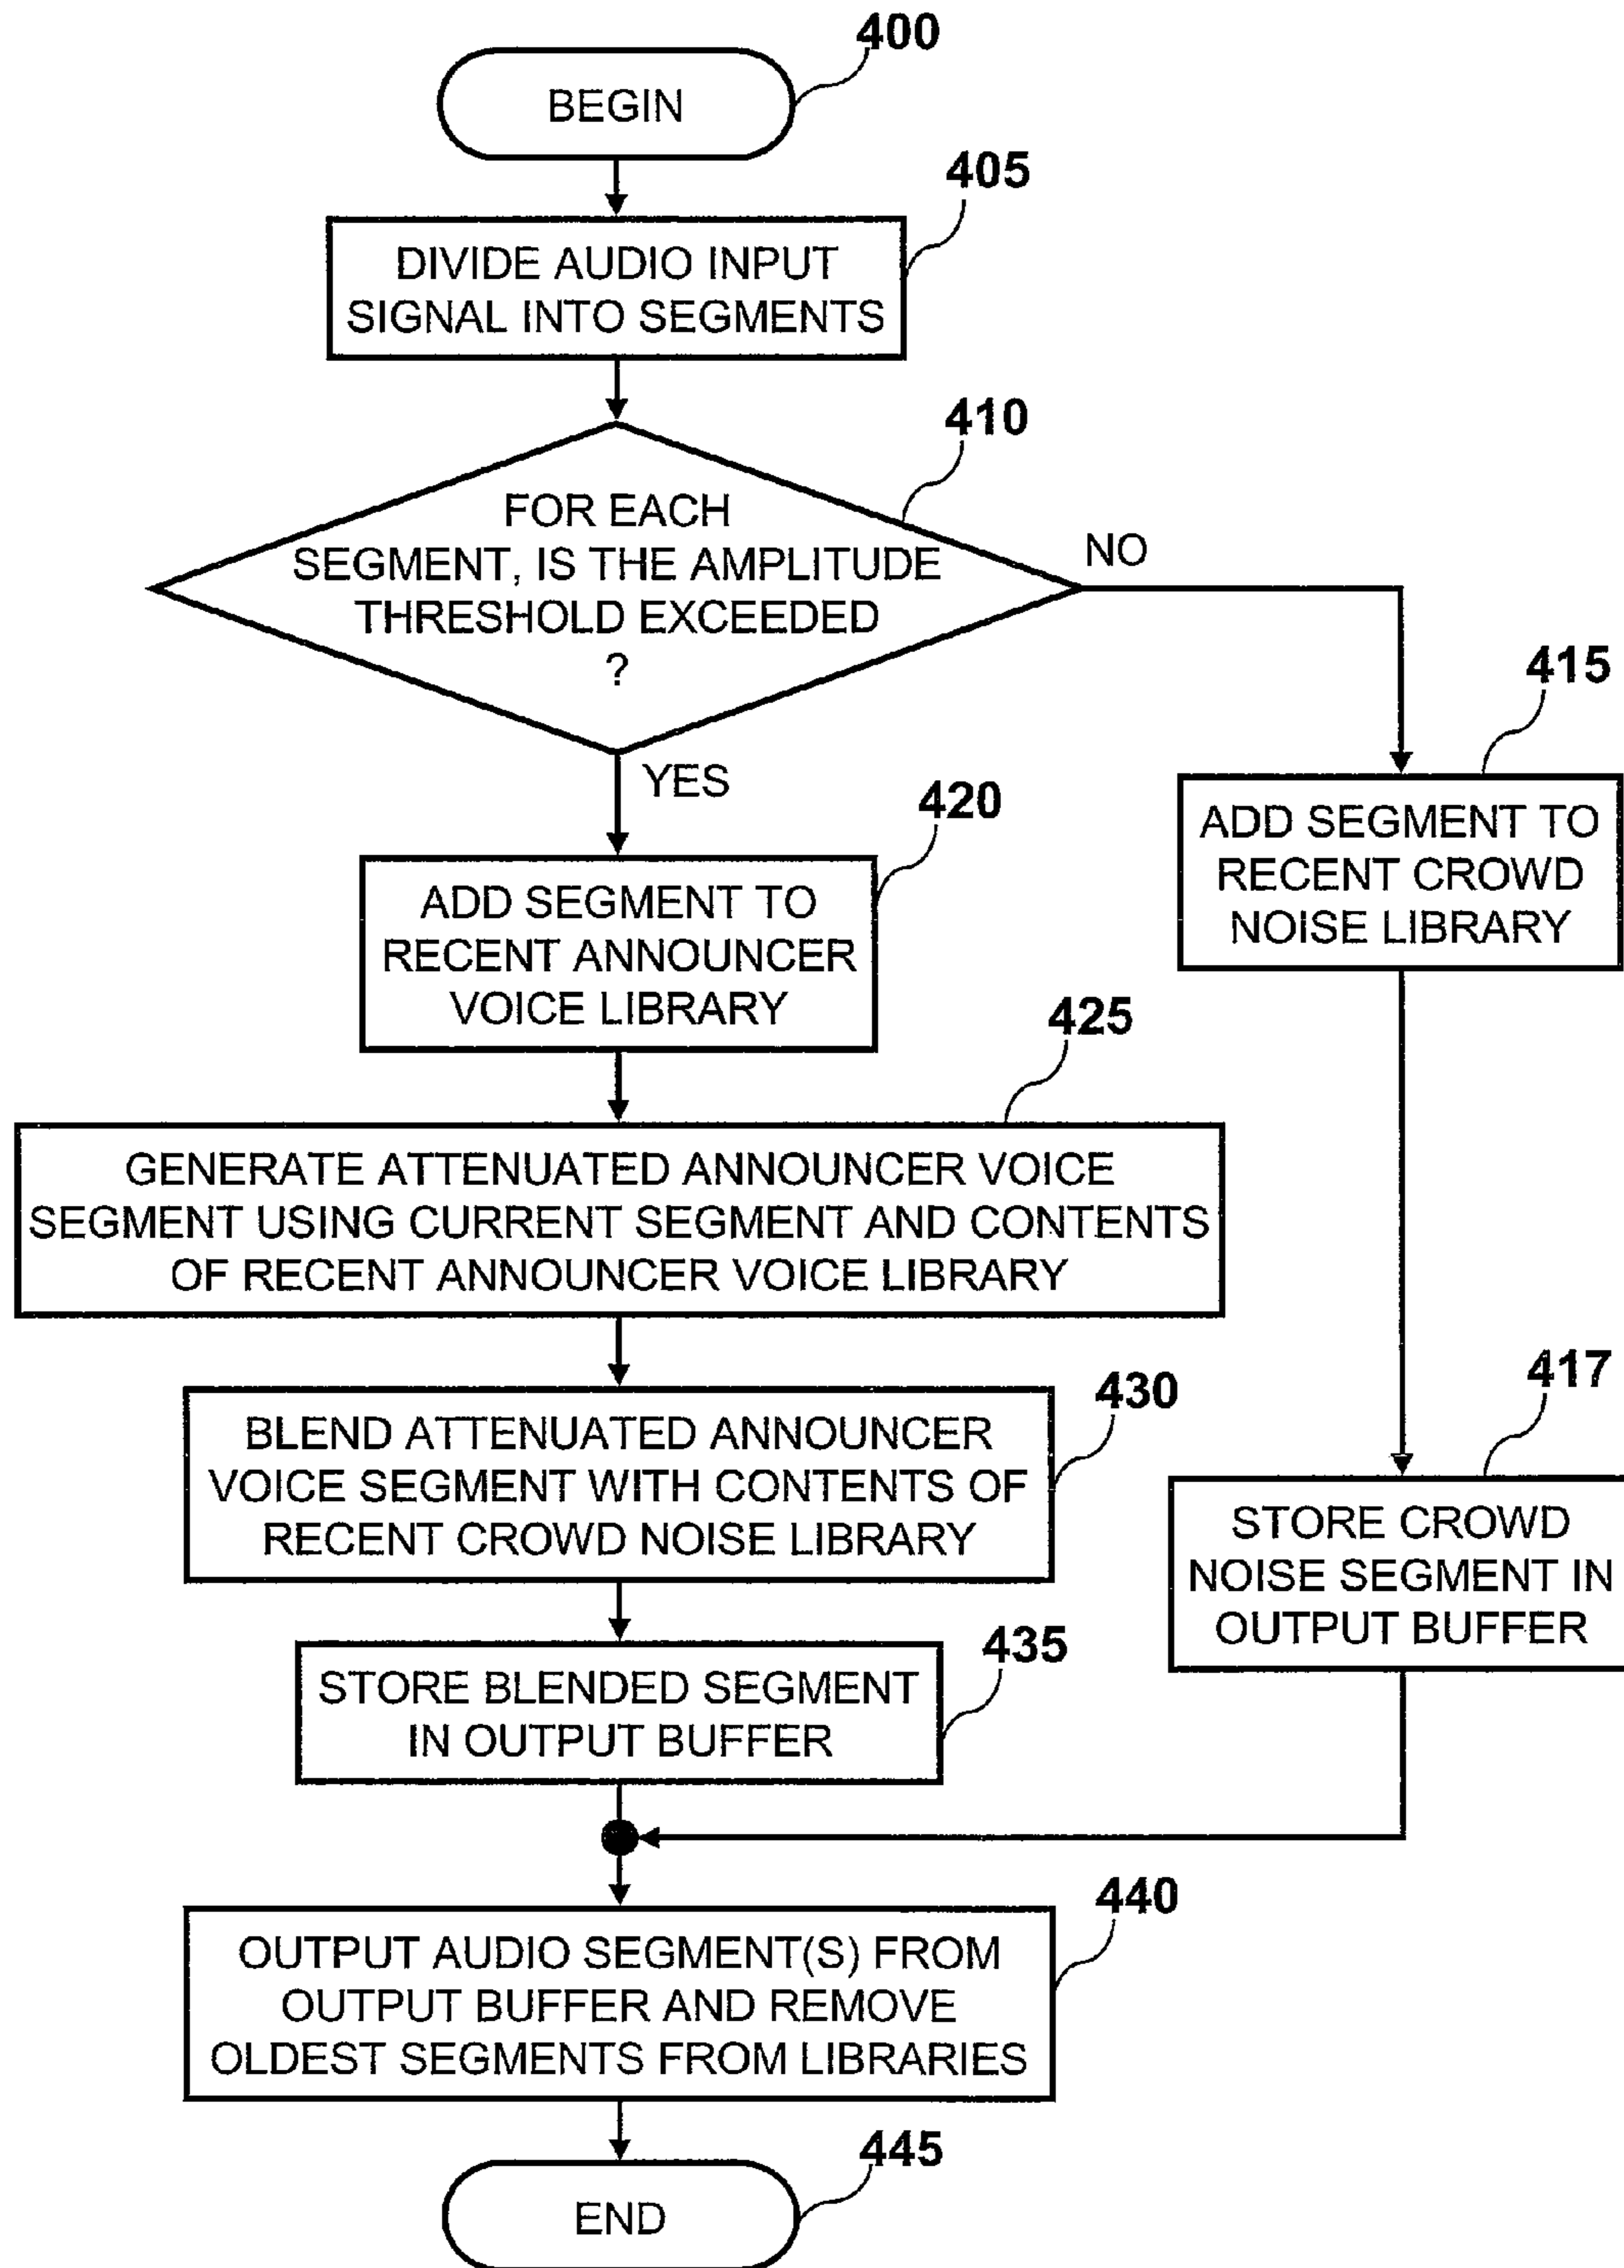 400
BEGIN
405
DIVIDE AUDIO INPUT
SIGNAL INTO SEGMENTS
410
FOR EACH
SEGMENT, IS THE AMPLITUDE
THRESHOLD EXCEEDED
?
NO
YES
415
ADD SEGMENT TO
RECENT CROWD
NOISE LIBRARY
420
ADD SEGMENT TO
RECENT ANNOUNCER
VOICE LIBRARY
425
GENERATE ATTENUATED ANNOUNCER VOICE
SEGMENT USING CURRENT SEGMENT AND CONTENTS
OF RECENT ANNOUNCER VOICE LIBRARY
430
BLEND ATTENUATED ANNOUNCER
VOICE SEGMENT WITH CONTENTS OF
RECENT CROWD NOISE LIBRARY
417
STORE CROWD
NOISE SEGMENT IN
OUTPUT BUFFER
435
STORE BLENDED SEGMENT
IN OUTPUT BUFFER
440
OUTPUT AUDIO SEGMENT(S) FROM
OUTPUT BUFFER AND REMOVE
OLDEST SEGMENTS FROM LIBRARIES
445
END